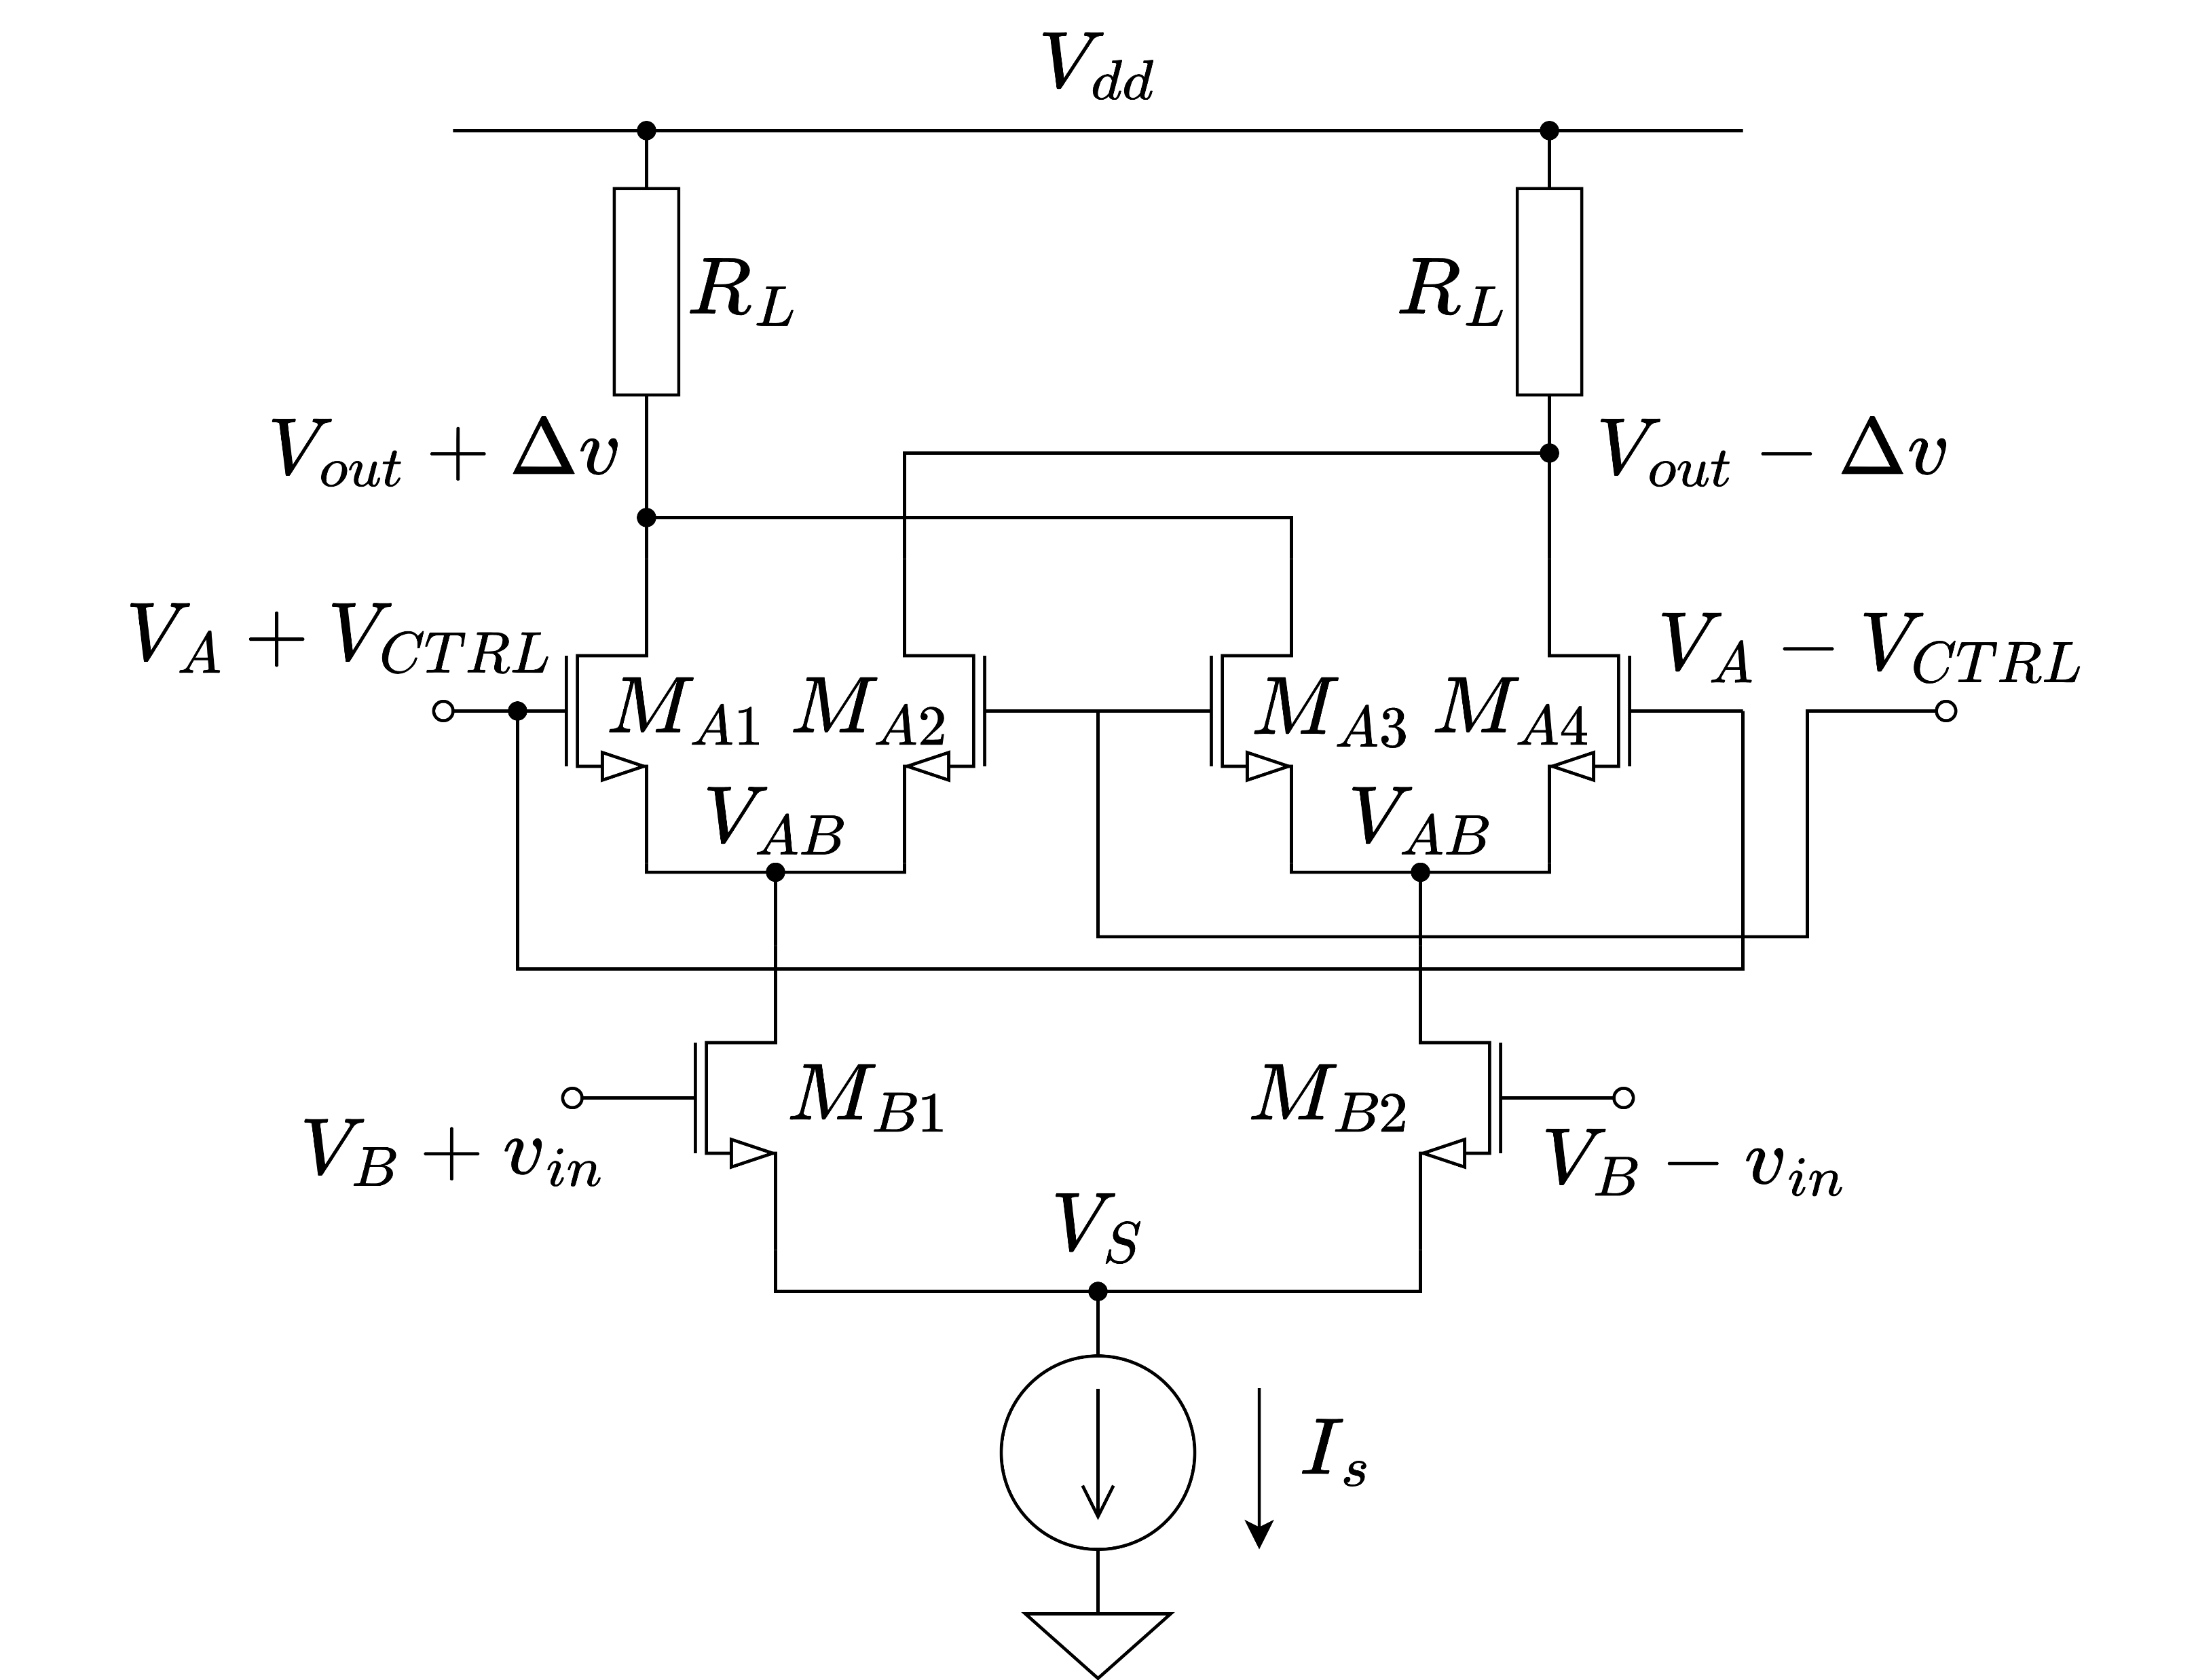 V_{dd}
R_L
R_L
V_{out} + Δv
V_{out} − Δv
V_A + V_{CTRL}
V_A − V_{CTRL}
M_{A1}
M_{A2}
M_{A3}
M_{A4}
V_{AB}
V_{AB}
M_{B1}
M_{B2}
V_B + v_{in}
V_B − v_{in}
V_S
I_s